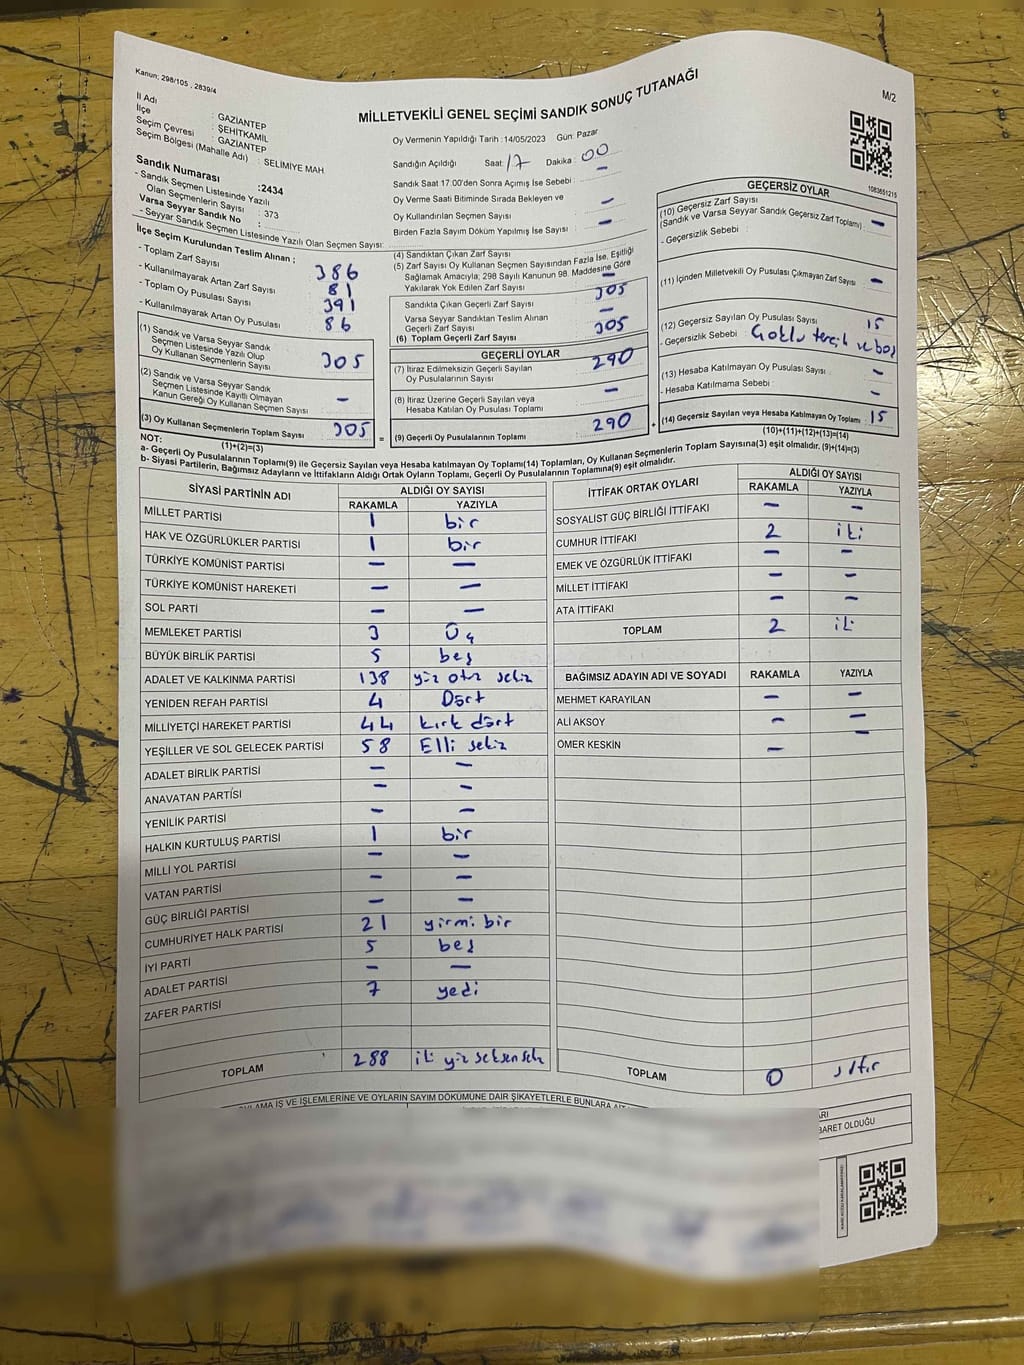 Kanun; 298/105 , 2839/4
M/2
MİLLETVEKİLİ GENEL SEÇİMİ SANDIK SONUÇ TUTANAĞI
İl Adı : GAZİANTEP
İlçe : ŞEHİTKAMİL
Seçim Çevresi : GAZİANTEP
Seçim Bölgesi (Mahalle Adı) : SELİMİYE MAH
Sandık Numarası :2434
- Sandık Seçmen Listesinde Yazılı
Olan Seçmenlerin Sayısı : 373
Varsa Seyyar Sandık No :
- Seyyar Sandık Seçmen Listesinde Yazılı Olan Seçmen Sayısı:
İlçe Seçim Kurulundan Teslim Alınan ;
- Toplam Zarf Sayısı 386
- Kullanılmayarak Artan Zarf Sayısı 81
- Toplam Oy Pusulası Sayısı 391
- Kullanılmayarak Artan Oy Pusulası 86
(1) Sandık ve Varsa Seyyar Sandık
Seçmen Listesinde Yazılı Olup
Oy Kullanan Seçmenlerin Sayısı 305
(2) Sandık ve Varsa Seyyar Sandık
Seçmen Listesinde Kayıtlı Olmayan
Kanun Gereği Oy Kullanan Seçmen Sayısı –
(3) Oy Kullanan Seçmenlerin Toplam Sayısı 305 =
(1)+(2)=(3)
Oy Vermenin Yapıldığı Tarih :14/05/2023 Gün: Pazar
Sandığın Açıldığı Saat: 17 Dakika : 00
Sandık Saat 17.00'den Sonra Açımış İse Sebebi : –
Oy Verme Saati Bitiminde Sırada Bekleyen ve
Oy Kullandırılan Seçmen Sayısı –
Birden Fazla Sayım Döküm Yapılmış İse Sayısı : –
(4) Sandıktan Çıkan Zarf Sayısı
(5) Zarf Sayısı Oy Kullanan Seçmen Sayısından Fazla İse, Eşitliği
Sağlamak Amacıyla; 298 Sayılı Kanunun 98. Maddesine Göre
Yakılarak Yok Edilen Zarf Sayısı –
Sandıkta Çıkan Geçerli Zarf Sayısı : 305
Varsa Seyyar Sandıktan Teslim Alınan
Geçerli Zarf Sayısı –
(6) Toplam Geçerli Zarf Sayısı : 305
GEÇERLİ OYLAR
(7) İtiraz Edilmeksizin Geçerli Sayılan
Oy Pusulalarının Sayısı 290
(8) İtiraz Üzerine Geçerli Sayılan veya
Hesaba Katılan Oy Pusulası Toplamı –
(9) Geçerli Oy Pusulalarının Toplamı 290 +
GEÇERSİZ OYLAR
1083651215
(10) Geçersiz Zarf Sayısı
(Sandık ve Varsa Seyyar Sandık Geçersiz Zarf Toplamı) : –
- Geçersizlik Sebebi :
(11) İçinden Milletvekili Oy Pusulası Çıkmayan Zarf Sayısı –
(12) Geçersiz Sayılan Oy Pusulası Sayısı 15
- Geçersizlik Sebebi : Çoklu tercih ve boş
(13) Hesaba Katılmayan Oy Pusulası Sayısı : –
- Hesaba Katılmama Sebebi : –
(14) Geçersiz Sayılan veya Hesaba Katılmayan Oy Toplamı 15
(10)+(11)+(12)+(13)=(14)
NOT:
a- Geçerli Oy Pusulalarının Toplamı(9) ile Geçersiz Sayılan veya Hesaba katılmayan Oy Toplamı(14) Toplamları, Oy Kullanan Seçmenlerin Toplam Sayısına(3) eşit olmalıdır. (9)+(14)=(3)
b- Siyasi Partilerin, Bağımsız Adayların ve İttifakların Aldığı Ortak Oyların Toplamı, Geçerli Oy Pusulalarının Toplamına(9) eşit olmalıdır.
SİYASİ PARTİNİN ADI ALDIĞI OY SAYISI
RAKAMLA YAZIYLA
MİLLET PARTİSİ 1 bir
HAK VE ÖZGÜRLÜKLER PARTİSİ 1 bir
TÜRKİYE KOMÜNİST PARTİSİ – –
TÜRKİYE KOMÜNİST HAREKETİ – –
SOL PARTİ – –
MEMLEKET PARTİSİ 3 Üç
BÜYÜK BİRLİK PARTİSİ 5 beş
ADALET VE KALKINMA PARTİSİ 138 yüz otuz sekiz
YENİDEN REFAH PARTİSİ 4 Dört
MİLLİYETÇİ HAREKET PARTİSİ 44 kırk dört
YEŞİLLER VE SOL GELECEK PARTİSİ 58 Elli sekiz
ADALET BİRLİK PARTİSİ – –
ANAVATAN PARTİSİ – –
YENİLİK PARTİSİ – –
HALKIN KURTULUŞ PARTİSİ 1 bir
MİLLİ YOL PARTİSİ – –
VATAN PARTİSİ – –
GÜÇ BİRLİĞİ PARTİSİ – –
CUMHURİYET HALK PARTİSİ 21 yirmi bir
İYİ PARTİ 5 beş
ADALET PARTİSİ – –
ZAFER PARTİSİ 7 yedi
TOPLAM 288 iki yüz seksen sekiz
İTTİFAK ORTAK OYLARI ALDIĞI OY SAYISI
RAKAMLA YAZIYLA
SOSYALİST GÜÇ BİRLİĞİ İTTİFAKI – –
CUMHUR İTTİFAKI 2 iki
EMEK VE ÖZGÜRLÜK İTTİFAKI – –
MİLLET İTTİFAKI – –
ATA İTTİFAKI – –
TOPLAM 2 iki
BAĞIMSIZ ADAYIN ADI VE SOYADI RAKAMLA YAZIYLA
MEHMET KARAYILAN – –
ALİ AKSOY – –
ÖMER KESKİN – –
TOPLAM 0 sıfır
OYLAMA İŞ VE İŞLEMLERİNE VE OYLARIN SAYIM DÖKÜMÜNE DAİR ŞİKAYETLERLE BUNLARA
BARET OLDUĞU